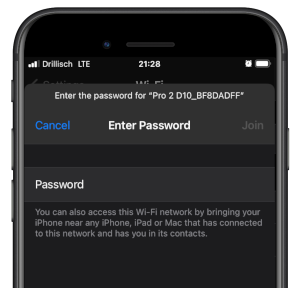 Drillisch LTE 21:28
Settings Wi-Fi
Enter the password for “Pro 2 D10_BF8DADFF”
Cancel Enter Password Join
Password
You can also access this Wi-Fi network by bringing your
iPhone near any iPhone, iPad or Mac that has connected
to this network and has you in its contacts.